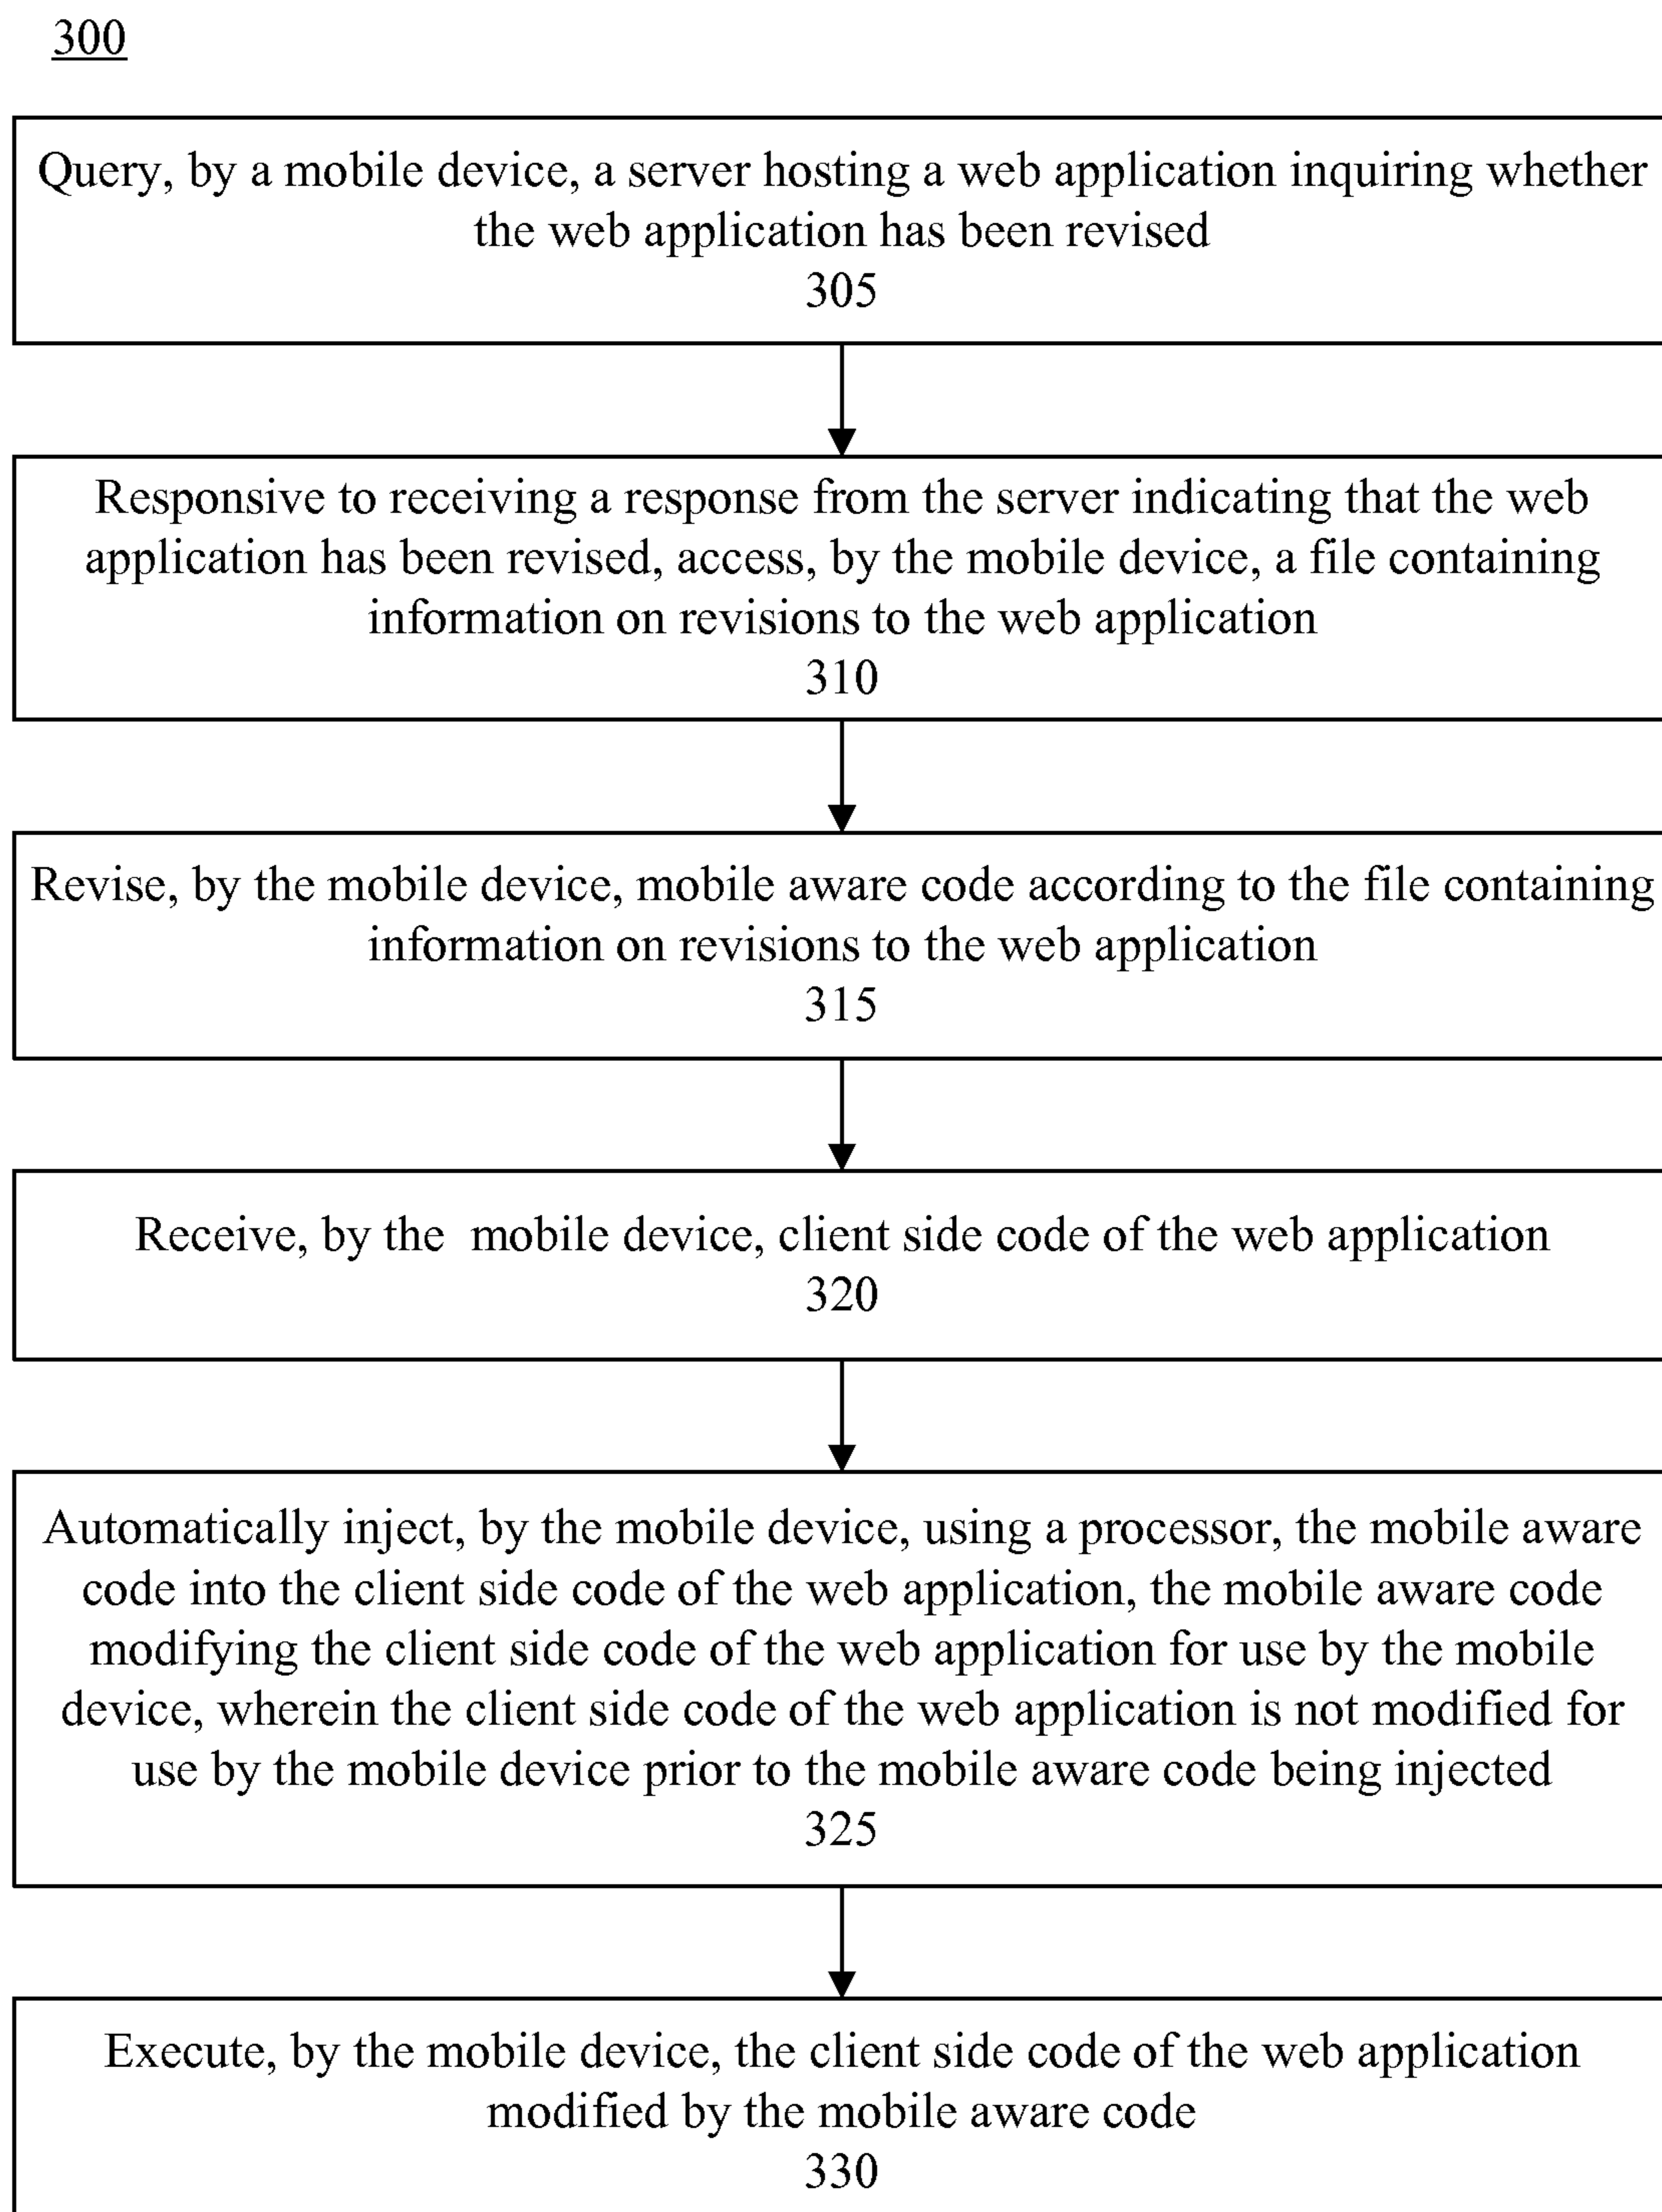 300
Query, by a mobile device, a server hosting a web application inquiring whether
the web application has been revised
305
Responsive to receiving a response from the server indicating that the web
application has been revised, access, by the mobile device, a file containing
information on revisions to the web application
310
Revise, by the mobile device, mobile aware code according to the file containing
information on revisions to the web application
315
Receive, by the  mobile device, client side code of the web application
320
Automatically inject, by the mobile device, using a processor, the mobile aware
code into the client side code of the web application, the mobile aware code
modifying the client side code of the web application for use by the mobile
device, wherein the client side code of the web application is not modified for
use by the mobile device prior to the mobile aware code being injected
325
Execute, by the mobile device, the client side code of the web application
modified by the mobile aware code
330